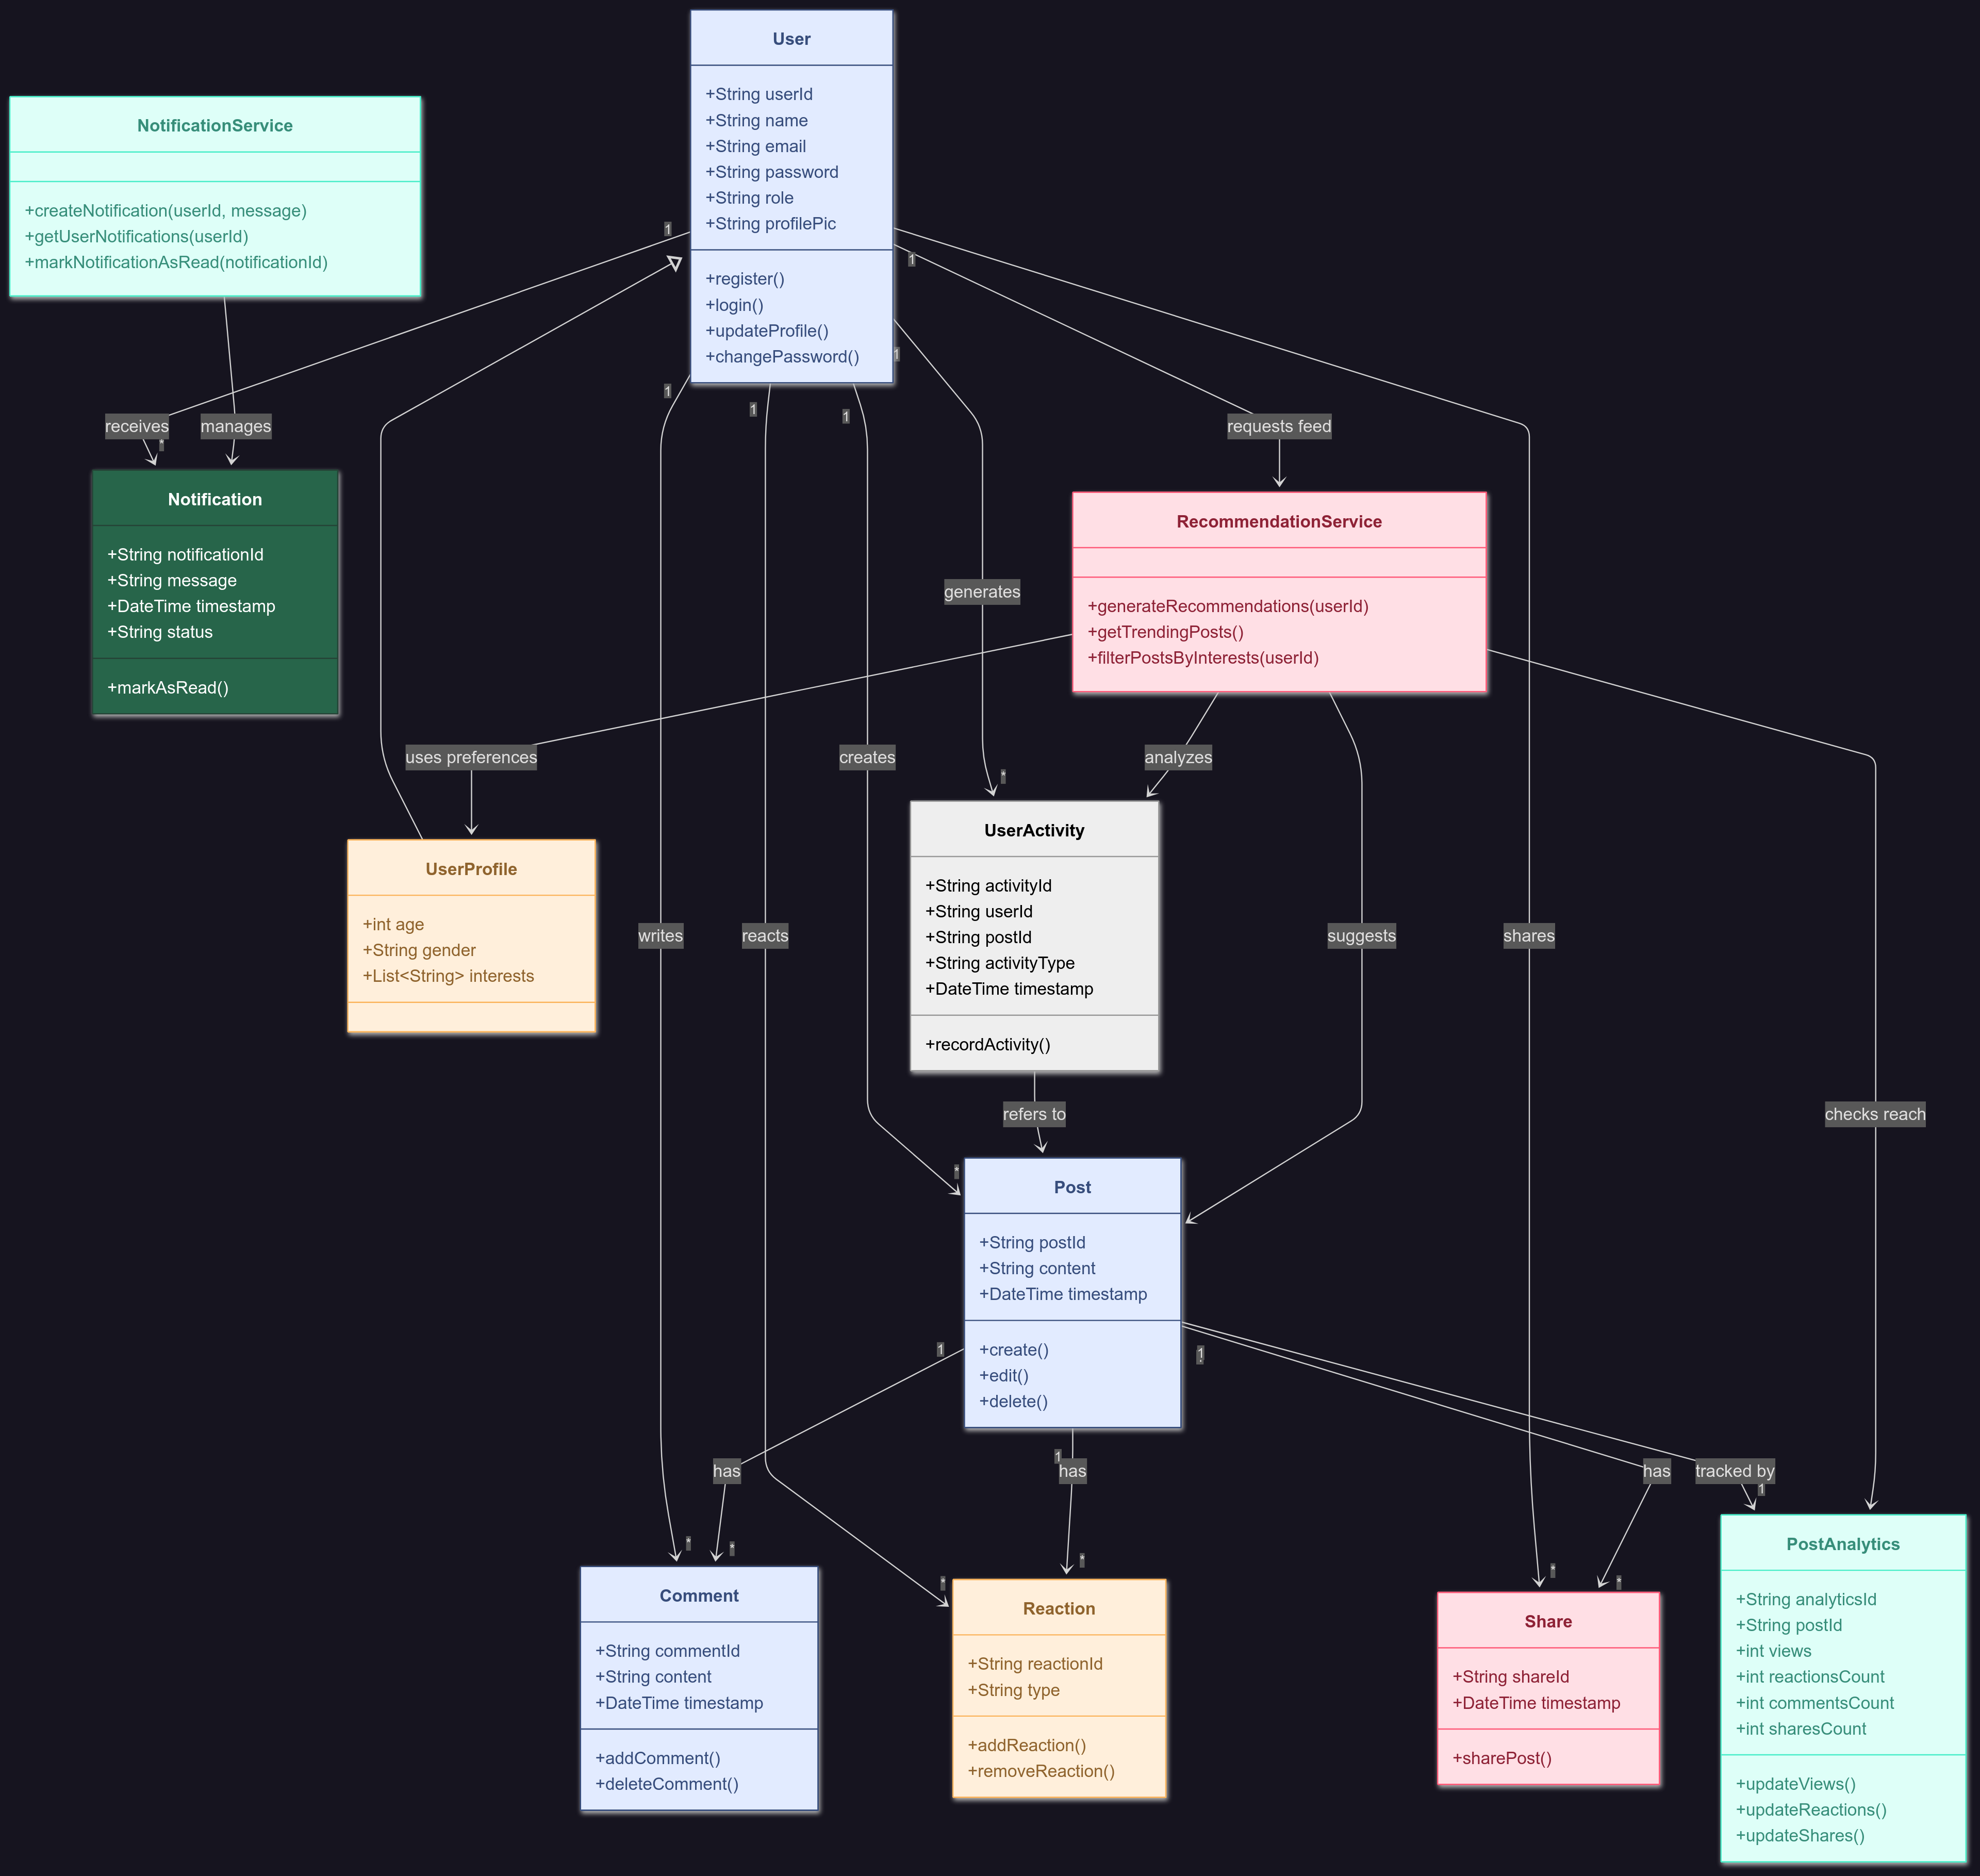 User
+String userId
+String name
+String email
+String password
+String role
+String profilePic
+register()
+login()
+updateProfile()
+changePassword()
NotificationService
+createNotification(userId, message)
+getUserNotifications(userId)
+markNotificationAsRead(notificationId)
1
1
1
1
1
1
1
receives
manages
requests feed
*
Notification
+String notificationId
+String message
+DateTime timestamp
+String status
+markAsRead()
RecommendationService
+generateRecommendations(userId)
+getTrendingPosts()
+filterPostsByInterests(userId)
generates
uses preferences
creates
analyzes
*
UserProfile
+int age
+String gender
+List<String> interests
UserActivity
+String activityId
+String userId
+String postId
+String activityType
+DateTime timestamp
+recordActivity()
writes
reacts
suggests
shares
refers to
checks reach
*
Post
+String postId
+String content
+DateTime timestamp
+create()
+edit()
+delete()
1
1
1
has
has
has
tracked by
1
*
*
*
*
*
*
Comment
+String commentId
+String content
+DateTime timestamp
+addComment()
+deleteComment()
Reaction
+String reactionId
+String type
+addReaction()
+removeReaction()
Share
+String shareId
+DateTime timestamp
+sharePost()
PostAnalytics
+String analyticsId
+String postId
+int views
+int reactionsCount
+int commentsCount
+int sharesCount
+updateViews()
+updateReactions()
+updateShares()